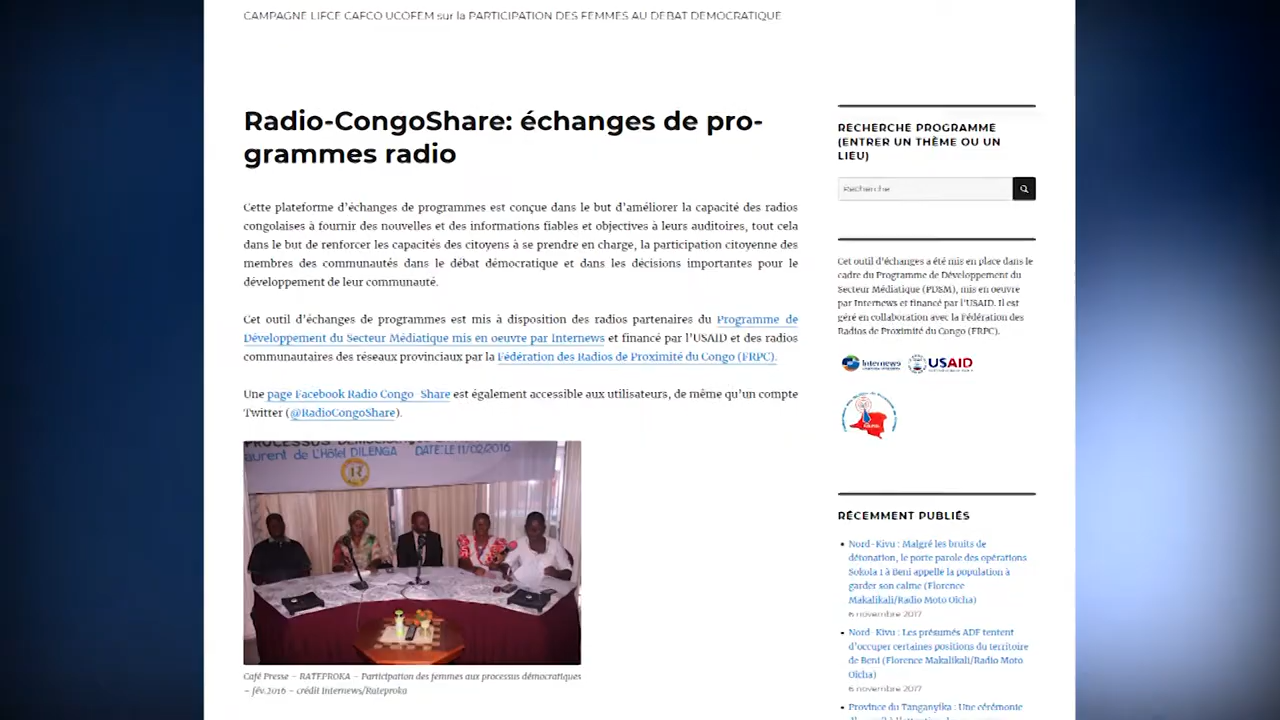 CAMPAGNE LIFCE CAFCO UCOFEM sur la PARTICIPATION DES FEMMES AU DEBAT DEMOCRATIQUE
Radio-CongoShare: échanges de pro-
grammes radio
Cette plateforme d'échanges de programmes est conçue dans le but d'améliorer la capacité des radios
congolaises à fournir des nouvelles et des informations fiables et objectives à leurs auditoires, tout cela
dans le but de renforcer les capacités des citoyens à se prendre en charge, la participation citoyenne des
membres des communautés dans le débat démocratique et dans les décisions importantes pour le
développement de leur communauté.
Cet outil d'échanges de programmes est mis à disposition des radios partenaires du Programme de
Développement du Secteur Médiatique mis en oeuvre par Internews et financé par l'USAID et des radios
communautaires des réseaux provinciaux par la Fédération des Radios de Proximité du Congo (FRPC).
Une page Facebook Radio Congo Share est également accessible aux utilisateurs, de même qu'un compte
Twitter (@RadioCongoShare).
PROCESSUS
aurent de l'Hôtel DILENGA DATE: LE 11/02/2016
R
Café Presse – RATEPROKA – Participation des femmes aux processus démocratiques
– fév.2016 – crédit Internews/Rateproka
RECHERCHE PROGRAMME
(ENTRER UN THÈME OU UN
LIEU)
Recherche
Cet outil d'échanges a été mis en place dans le
cadre du Programme de Développement du
Secteur Médiatique (PDSM), mis en oeuvre
par Internews et financé par l'USAID. Il est
géré en collaboration avec la Fédération des
Radios de Proximité du Congo (FRPC).
Internews USAID
RÉCEMMENT PUBLIÉS
Nord-Kivu : Malgré les bruits de
détonation, le porte parole des opérations
Sokola 1 à Beni appelle la population à
garder son calme (Florence
Makalikali/Radio Moto Oicha)
6 novembre 2017
Nord-Kivu : Les présumés ADF tentent
d'occuper certaines positions du territoire
de Beni (Florence Makalikali/Radio Moto
Oicha)
6 novembre 2017
Province du Tanganyika : Une cérémonie